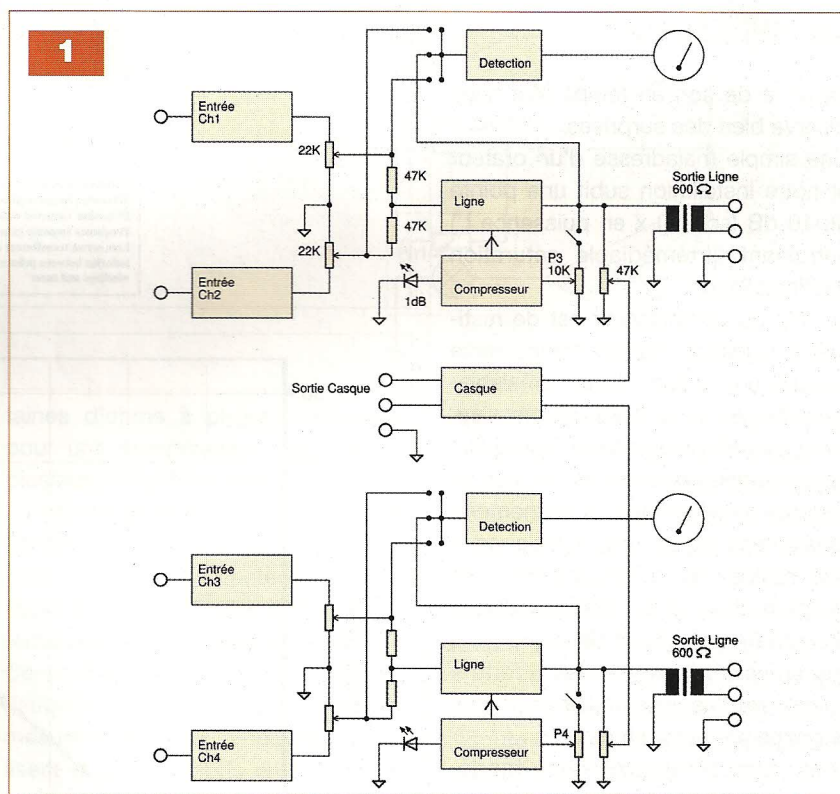 1
Detection
Entrée
Ch1
22K
47K
Ligne
Sortie Ligne
600 Ω
47K
22K
P3
10K
47K
Entrée
Ch2
1dB
Compresseur
Sortie Casque
Casque
Detection
Entrée
Ch3
Ligne
Sortie Ligne
600 Ω
Entrée
Ch4
Compresseur
P4